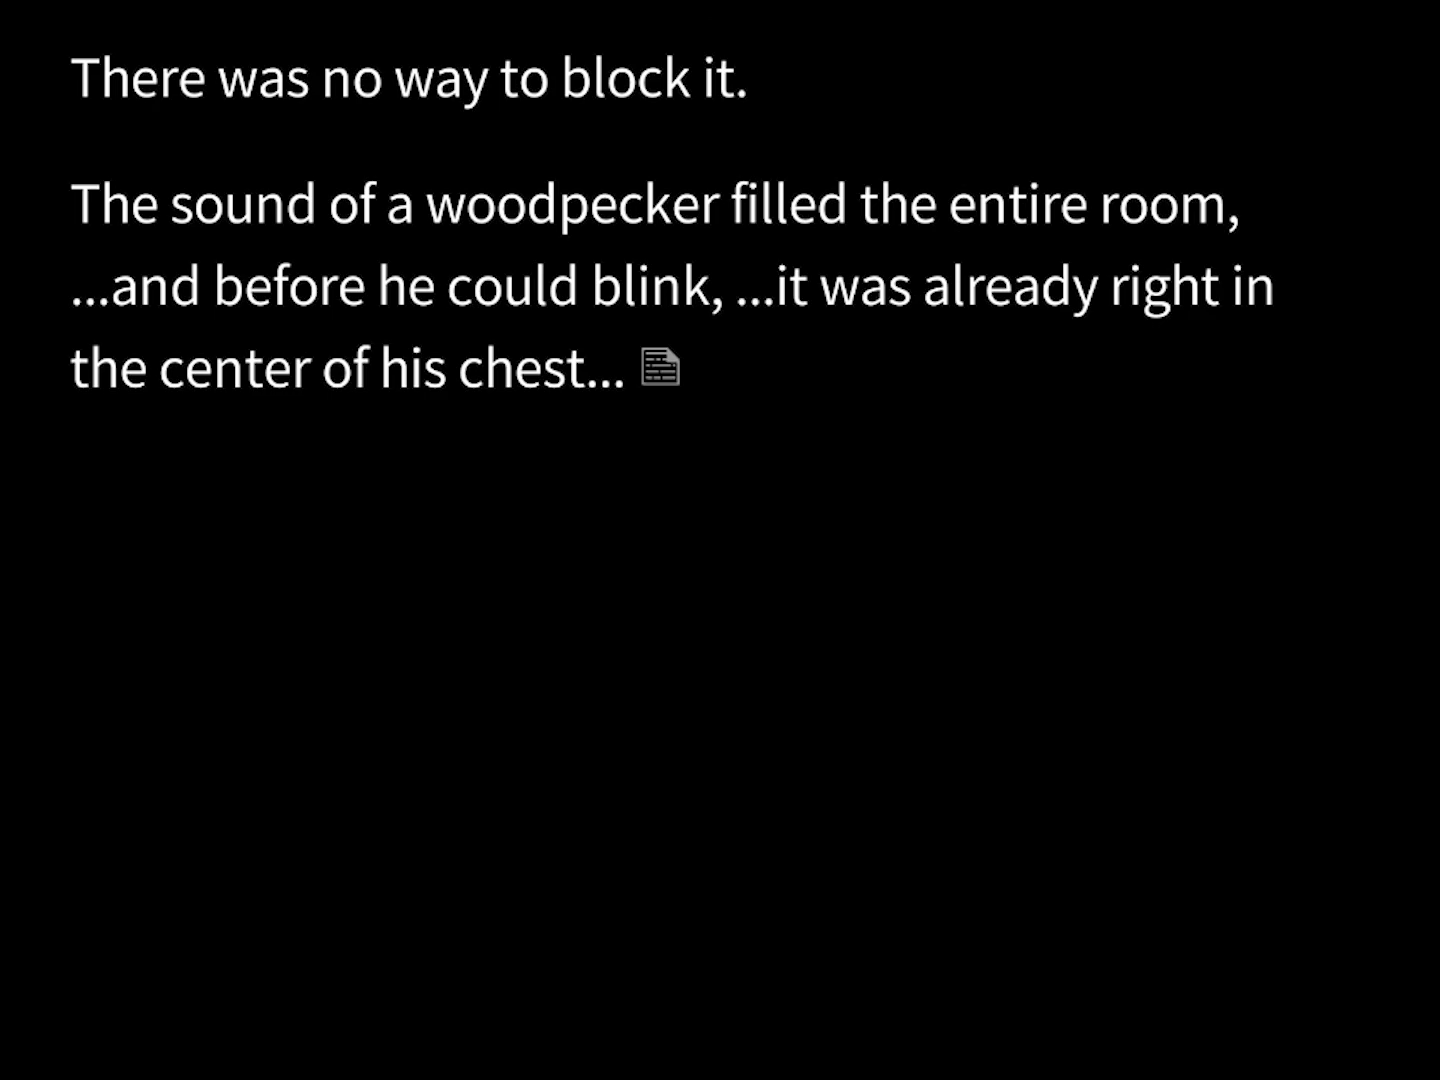 There was no way to block it.
The sound of a woodpecker filled the entire room,
...and before he could blink, ...it was already right in
the center of his chest...